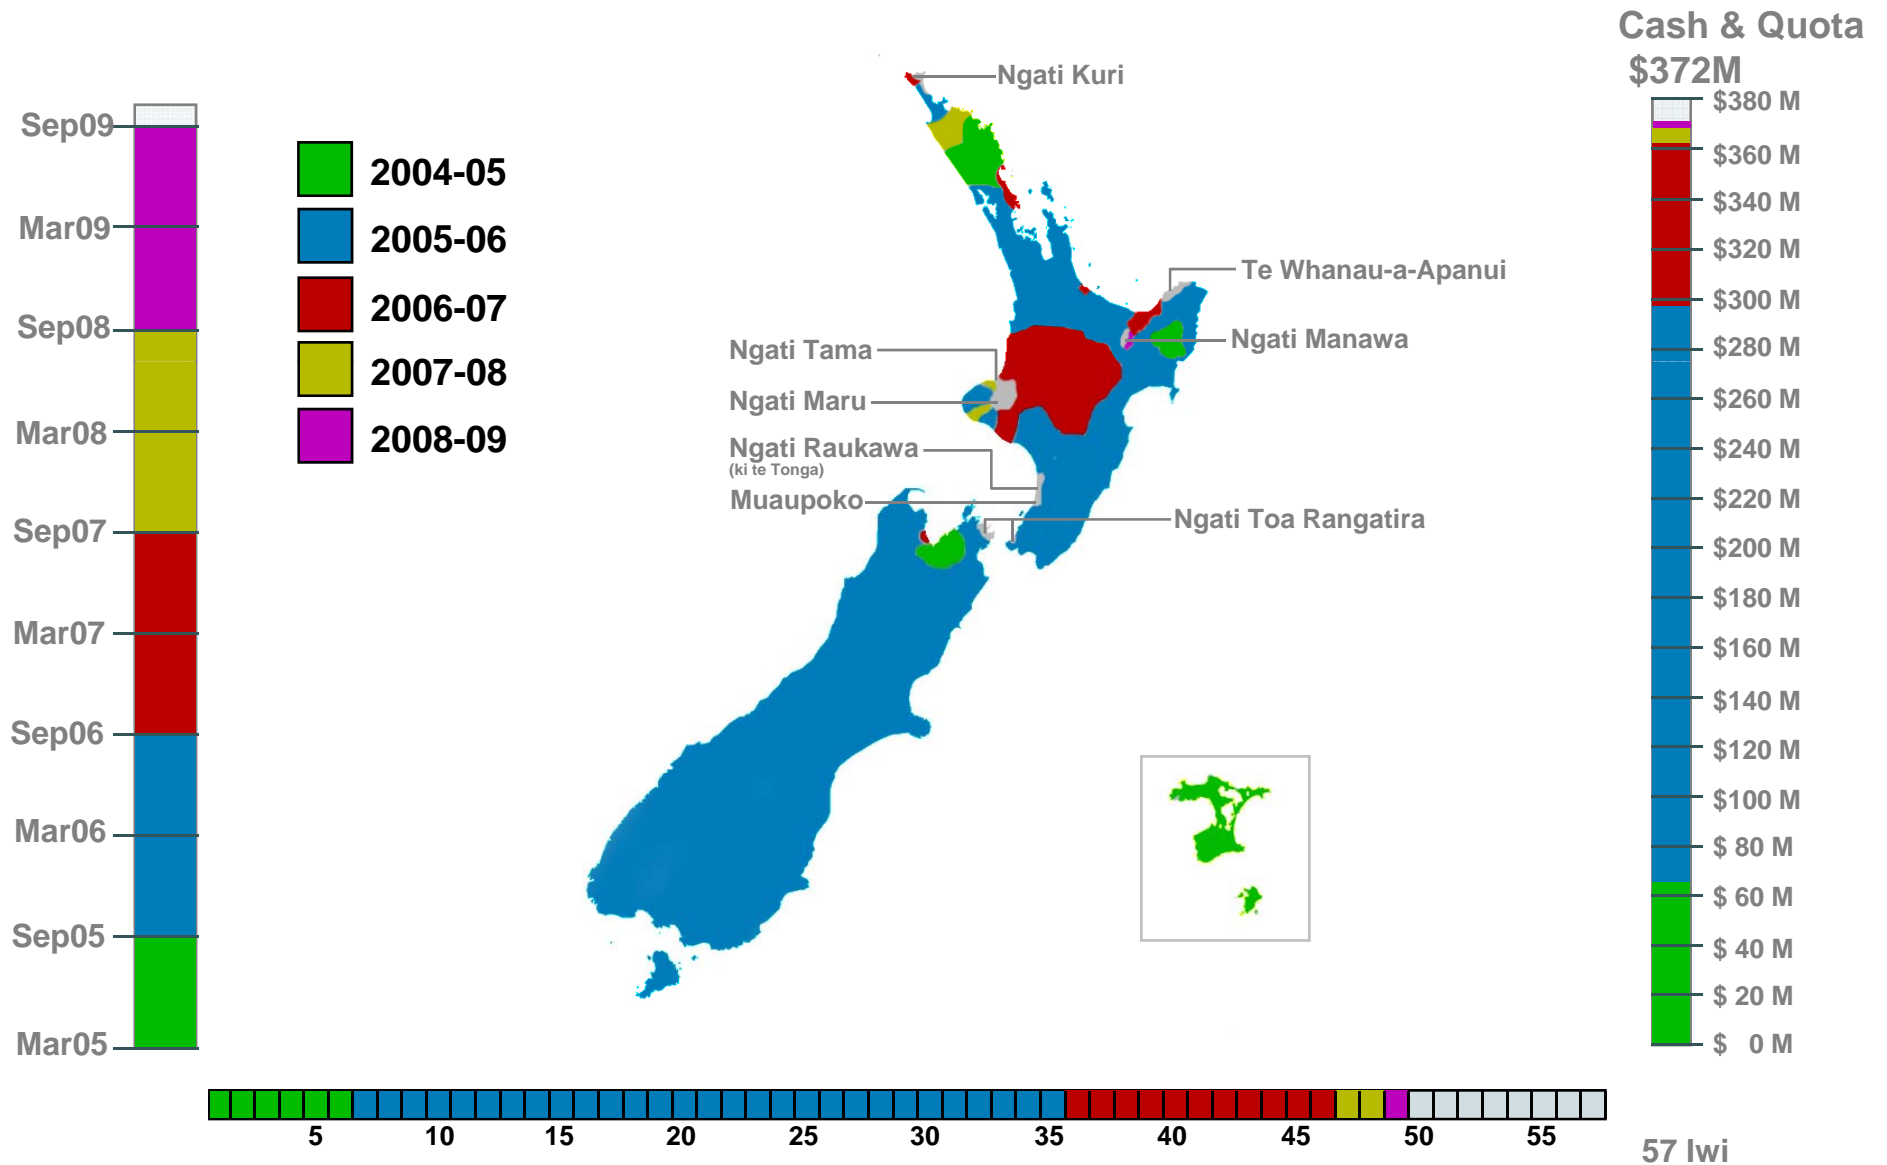 Cash & Quota
$372M
Sep09
Mar09
Sep08
Mar08
Sep07
Mar07
Sep06
Mar06
Sep05
Mar05
2004-05
2005-06
2006-07
2007-08
2008-09
Ngati Kuri
Te Whanau-a-Apanui
Ngati Manawa
Ngati Tama
Ngati Maru
Ngati Raukawa
(ki te Tonga)
Muaupoko
Ngati Toa Rangatira
$380 M
$360 M
$340 M
$320 M
$300 M
$280 M
$260 M
$240 M
$220 M
$200 M
$180 M
$160 M
$140 M
$120 M
$100 M
$ 80 M
$ 60 M
$ 40 M
$ 20 M
$ 0 M
5 10 15 20 25 30 35 40 45 50 55
57 Iwi